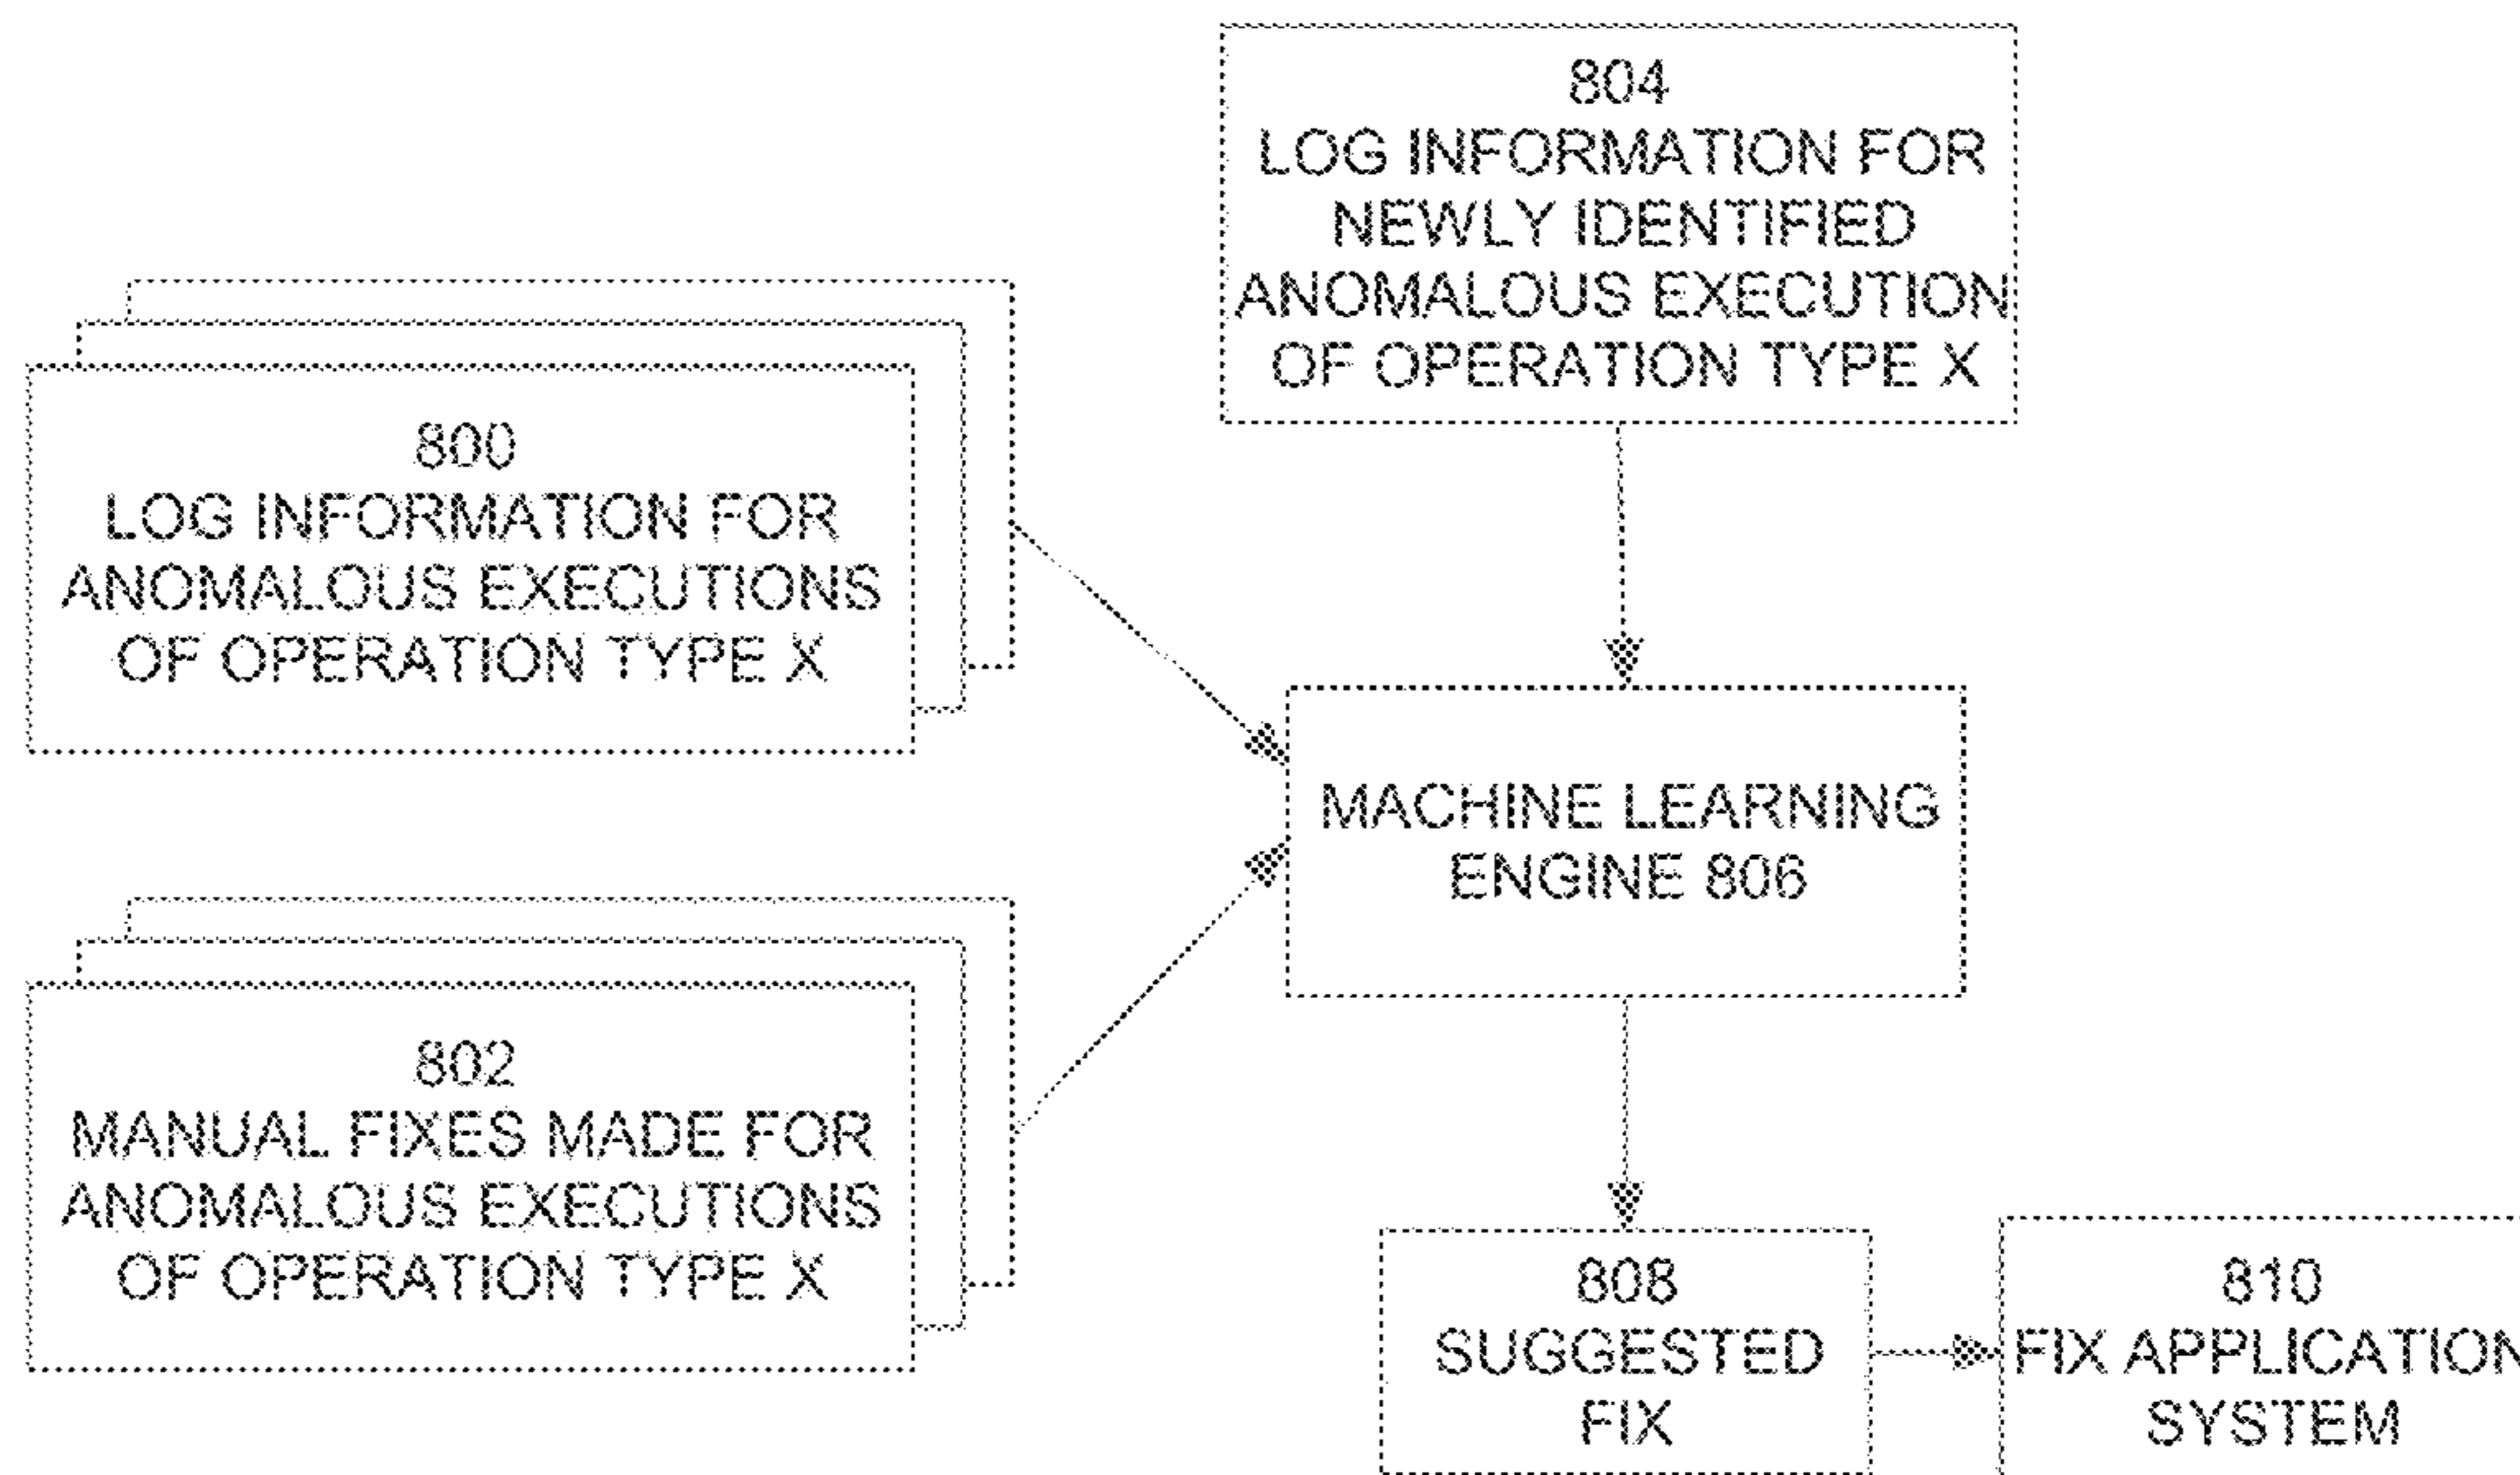 804
LOG INFORMATION FOR
NEWLY IDENTIFIED
ANOMALOUS EXECUTION
OF OPERATION TYPE X
800
LOG INFORMATION FOR
ANOMALOUS EXECUTIONS
OF OPERATION TYPE X
MACHINE LEARNING
ENGINE 806
802
MANUAL FIXES MADE FOR
ANOMALOUS EXECUTIONS
OF OPERATION TYPE X
808
SUGGESTED
FIX
810
FIX APPLICATION
SYSTEM